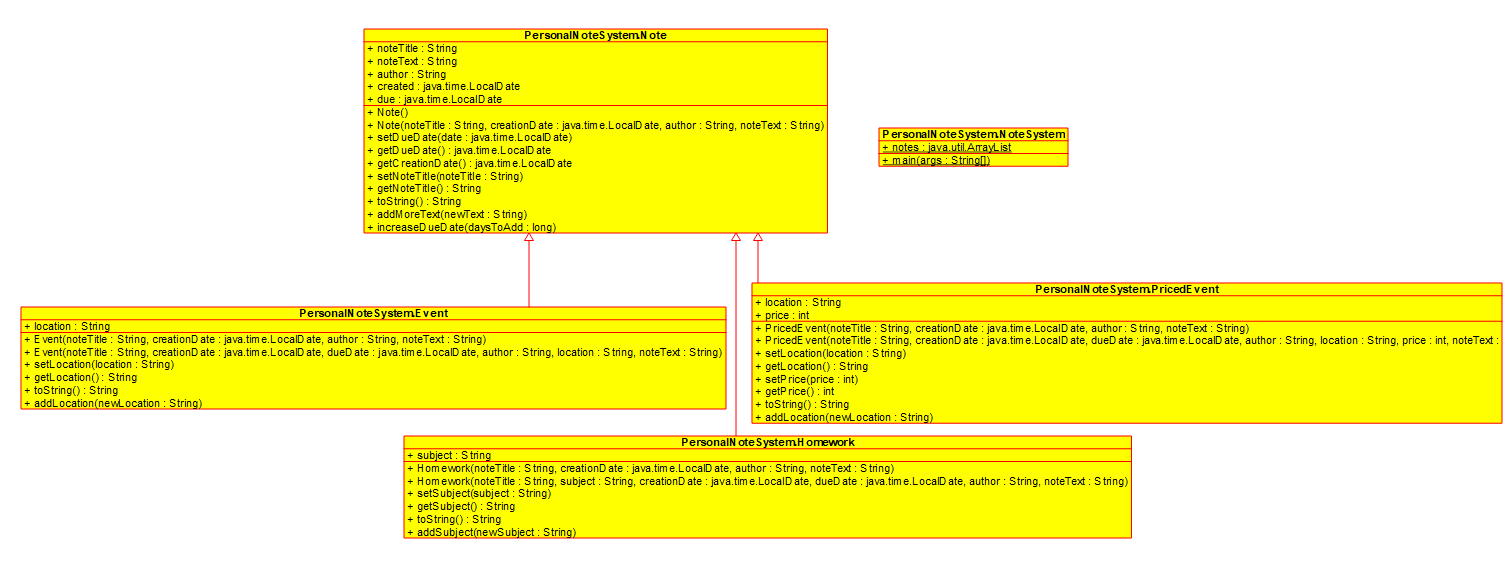 PersonalNoteSystem.Note
+ noteTitle : String
+ noteText : String
+ author : String
+ created : java.time.LocalDate
+ due : java.time.LocalDate
+ Note()
+ Note(noteTitle : String, creationDate : java.time.LocalDate, author : String, noteText : String)
+ setDueDate(date : java.time.LocalDate)
+ getDueDate() : java.time.LocalDate
+ getCreationDate() : java.time.LocalDate
+ setNoteTitle(noteTitle : String)
+ getNoteTitle() : String
+ toString() : String
+ addMoreText(newText : String)
+ increaseDueDate(daysToAdd : long)
PersonalNoteSystem.NoteSystem
+ notes : java.util.ArrayList
+ main(args : String[])
PersonalNoteSystem.Event
+ location : String
+ Event(noteTitle : String, creationDate : java.time.LocalDate, author : String, noteText : String)
+ Event(noteTitle : String, creationDate : java.time.LocalDate, dueDate : java.time.LocalDate, author : String, location : String, noteText : String)
+ setLocation(location : String)
+ getLocation() : String
+ toString() : String
+ addLocation(newLocation : String)
PersonalNoteSystem.PricedEvent
+ location : String
+ price : int
+ PricedEvent(noteTitle : String, creationDate : java.time.LocalDate, author : String, noteText : String)
+ PricedEvent(noteTitle : String, creationDate : java.time.LocalDate, dueDate : java.time.LocalDate, author : String, location : String, price : int, noteText :
+ setLocation(location : String)
+ getLocation() : String
+ setPrice(price : int)
+ getPrice() : int
+ toString() : String
+ addLocation(newLocation : String)
PersonalNoteSystem.Homework
+ subject : String
+ Homework(noteTitle : String, creationDate : java.time.LocalDate, author : String, noteText : String)
+ Homework(noteTitle : String, subject : String, creationDate : java.time.LocalDate, dueDate : java.time.LocalDate, author : String, noteText : String)
+ setSubject(subject : String)
+ getSubject() : String
+ toString() : String
+ addSubject(newSubject : String)